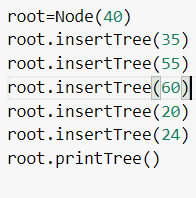 root=Node(40)
root.insertTree(35)
root.insertTree(55)
root.insertTree(60)
root.insertTree(20)
root.insertTree(24)
root.printTree()